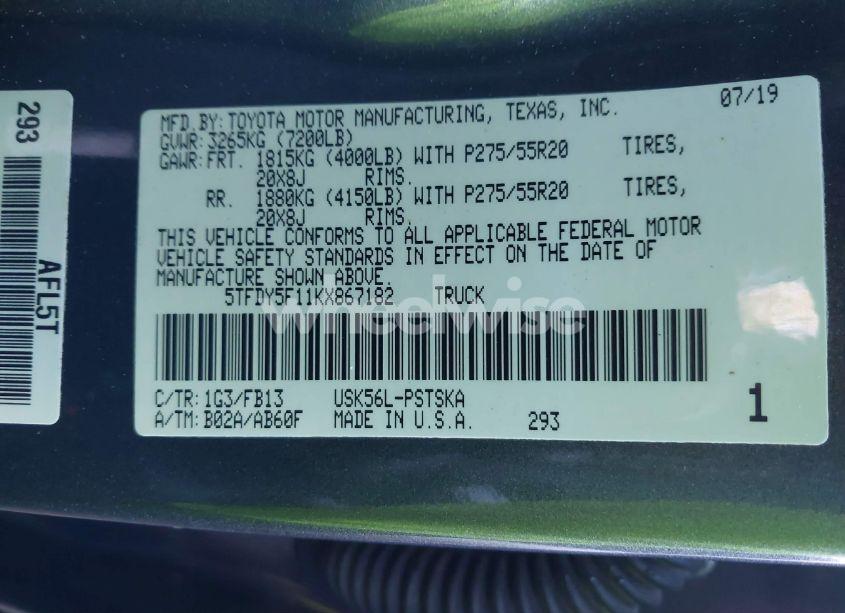 293
AFL5T
MFD.BY: TOYOTA MOTOR MANUFACTURING, TEXAS, INC. 07/19
GVWR: 3265KG (7200LB)
GAWR: FRT. 1815KG (4000LB) WITH P275/55R20 TIRES,
20X8J RIMS.
RR. 1880KG (4150LB) WITH P275/55R20 TIRES,
20X8J RIMS.
THIS VEHICLE CONFORMS TO ALL APPLICABLE FEDERAL MOTOR
VEHICLE SAFETY STANDARDS IN EFFECT ON THE DATE OF
MANUFACTURE SHOWN ABOVE.
5TFDY5F11KX867182 TRUCK
wheelwise
C/TR: 1G3/FB13 USK56L-PSTSKA
A/TM: B02A/AB60F MADE IN U.S.A. 293 1